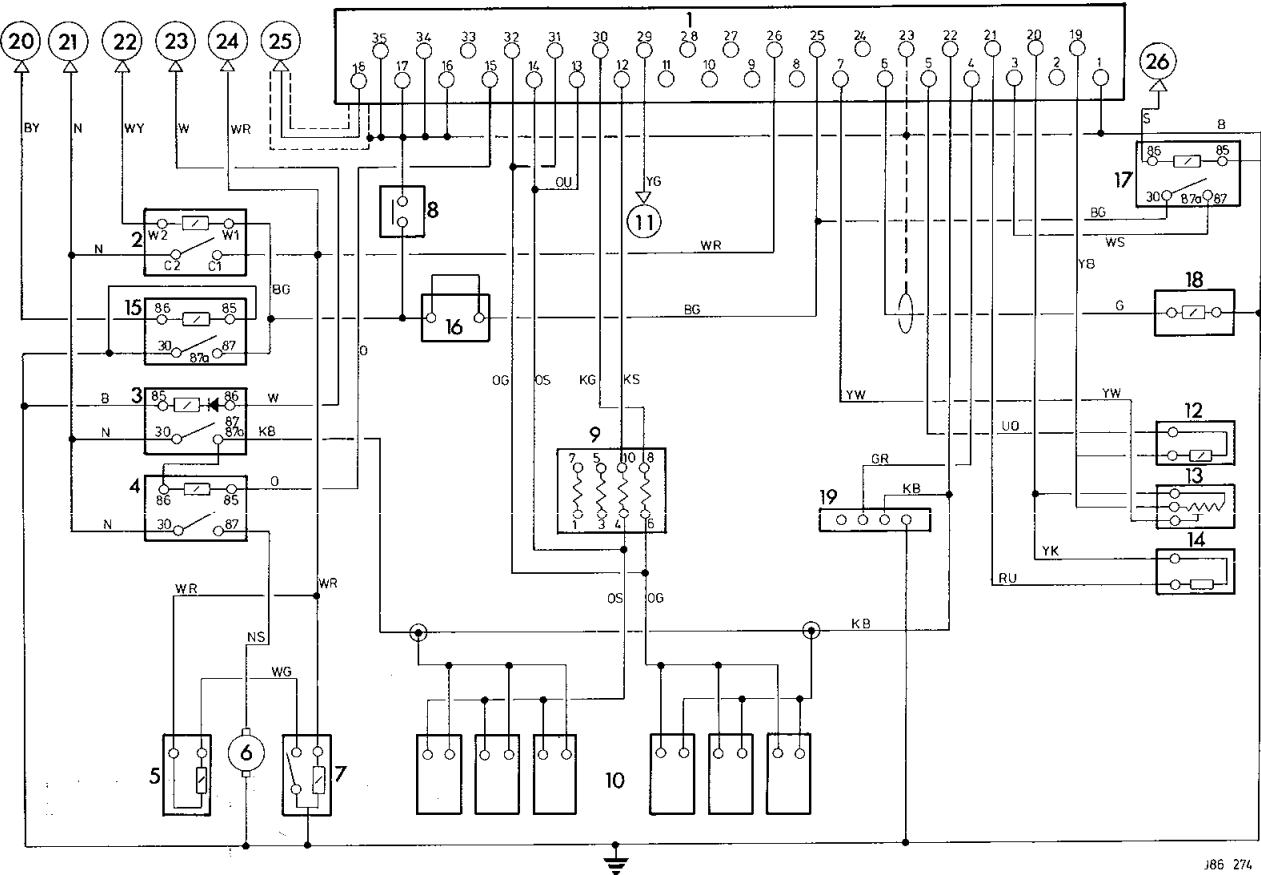 1
20 21 22 23 24 25
35 34 33 32 31 30 29 28 27 26 25 24 23 22 21 20 19
18 17 16 15 14 13 12 11 10 9 8 7 6 5 4 3 2 1
26
BY N WY W WR
S B
86 85
17
30 87a 87
OU YG
8
11
BG
WS
WR
YB
2 W2 W1
N C2 C1
BG
15 86 85
30 87a 87
16
BG
18
G
O
OG OS KG KS
YW YW
3 B 85 86 W
87
N 30 87a KB
12
UO
9
7 5 10 8
1 3 4 6
GR
KB
13
4 86 85 O
N 30 87
19
14
YK
RU
WR WR
OS OG
KB
NS
WG
5 6 7
10
J86 274